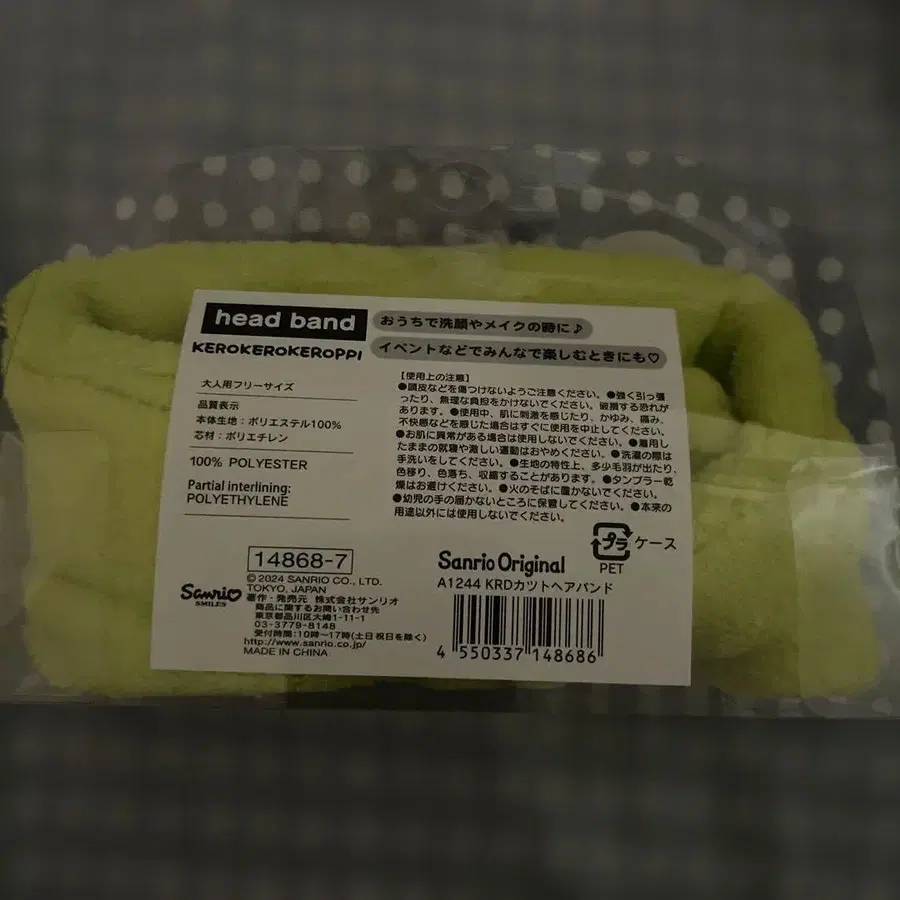 head band
おうちで洗顔やメイクの時に♪
KEROKEROKEROPPI
イベントなどでみんなで楽しむときにも♡
大人用フリーサイズ
品質表示
本体生地:ポリエステル100%
芯材:ポリエチレン
100% POLYESTER
Partial interlining:
POLYETHYLENE
【使用上の注意】
●頭皮などを傷つけないようご注意ください。●強く引っ張
ったり、無理な負担をかけないでください。破損する恐れが
あります。●使用中、肌に刺激を感じたり、かゆみ、痛み、
不快感などを感じた場合はすぐに使用を中止してください。
●お肌に異常がある場合は使用しないでください。●着用し
たままの就寝や激しい運動はおやめください。●洗濯の際は
手洗いをしてください。●生地の特性上、多少毛羽が出たり、
色移り、色落ち、収縮することがあります。●タンブラー乾
燥はお避けください。●火のそばに置かないでください。
●幼児の手の届かないところに保管してください。●本来の
用途以外には使用しないでください。
プラ
PET
ケース
14868-7
© 2024 SANRIO CO., LTD.
TOKYO, JAPAN
Sanrio
SMILES
著作・発売元 株式会社サンリオ
商品に関するお問い合わせ先
東京都品川区大崎1-11-1
03-3779-8148
受付時間:10時〜17時(土日祝日を除く)
http://www.sanrio.co.jp/
MADE IN CHINA
Sanrio Original
A1244 KRDカツトヘアバンド
4 550337 148686